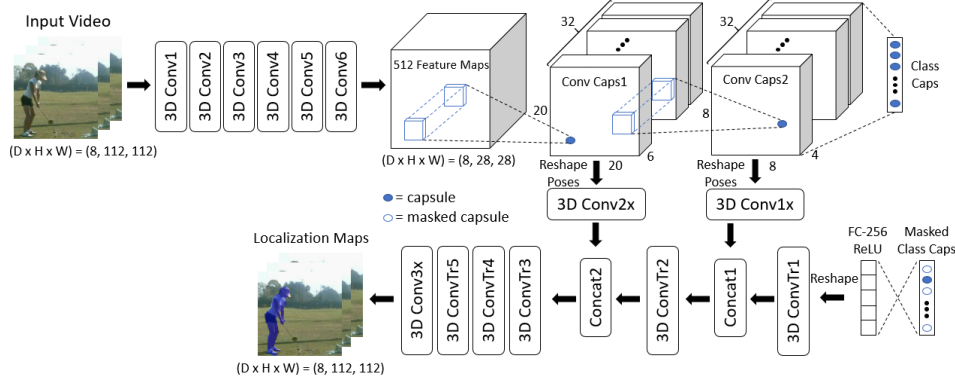 Input Video
(D x H x W) = (8, 112, 112)
3D Conv1
3D Conv2
3D Conv3
3D Conv4
3D Conv5
3D Conv6
512 Feature Maps
(D x H x W) = (8, 28, 28)
32
Conv Caps1
20
20
6
32
Conv Caps2
8
8
4
Class
Caps
Reshape
Poses
Reshape
Poses
3D Conv2x
3D Conv1x
= capsule
= masked capsule
Localization Maps
(D x H x W) = (8, 112, 112)
3D Conv3x
3D ConvTr5
3D ConvTr4
3D ConvTr3
Concat2
3D ConvTr2
Concat1
3D ConvTr1
Reshape
FC-256
ReLU
Masked
Class Caps